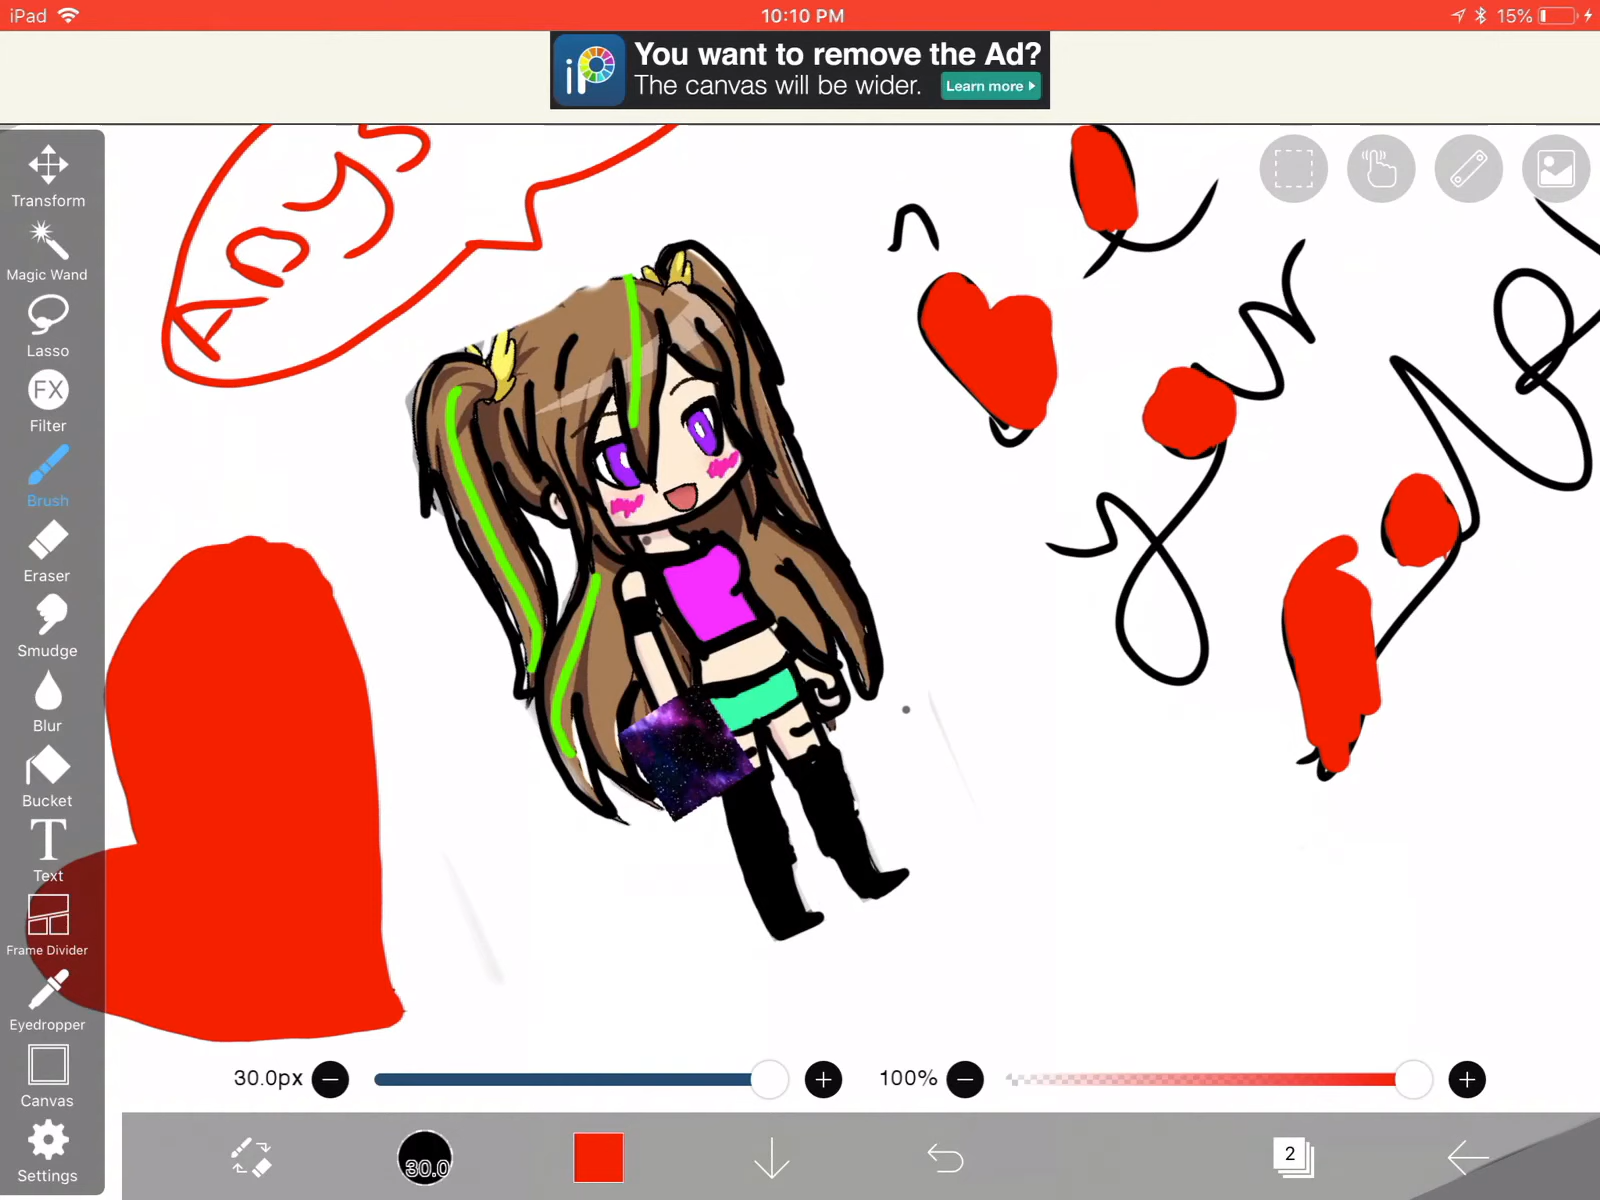 iPad
10:10 PM
15%
You want to remove the Ad?
The canvas will be wider.
Learn more
iP
Transform
Magic Wand
Lasso
FX
Filter
Brush
Eraser
Smudge
Blur
Bucket
T
Text
Frame Divider
Eyedropper
Canvas
Settings
your
30.0px
100%
30.0
2